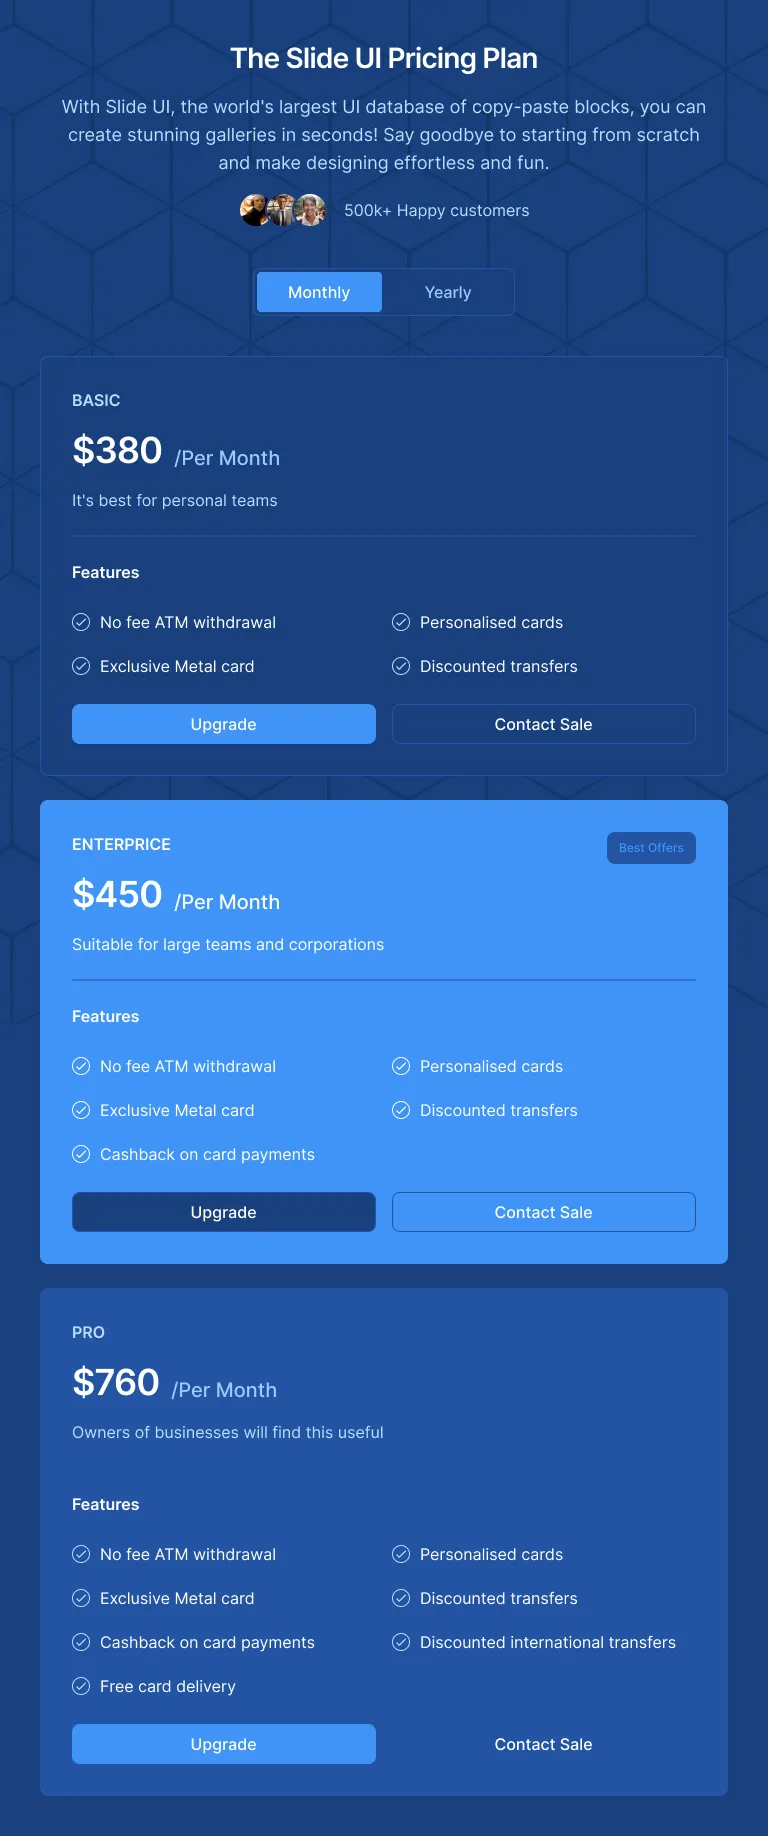 The Slide UI Pricing Plan
With Slide UI, the world's largest UI database of copy-paste blocks, you can
create stunning galleries in seconds! Say goodbye to starting from scratch
and make designing effortless and fun.
500k+ Happy customers
Monthly
Yearly
BASIC
$380 /Per Month
It's best for personal teams
Features
No fee ATM withdrawal
Personalised cards
Exclusive Metal card
Discounted transfers
Upgrade
Contact Sale
ENTERPRICE
Best Offers
$450 /Per Month
Suitable for large teams and corporations
Features
No fee ATM withdrawal
Personalised cards
Exclusive Metal card
Discounted transfers
Cashback on card payments
Upgrade
Contact Sale
PRO
$760 /Per Month
Owners of businesses will find this useful
Features
No fee ATM withdrawal
Personalised cards
Exclusive Metal card
Discounted transfers
Cashback on card payments
Discounted international transfers
Free card delivery
Upgrade
Contact Sale